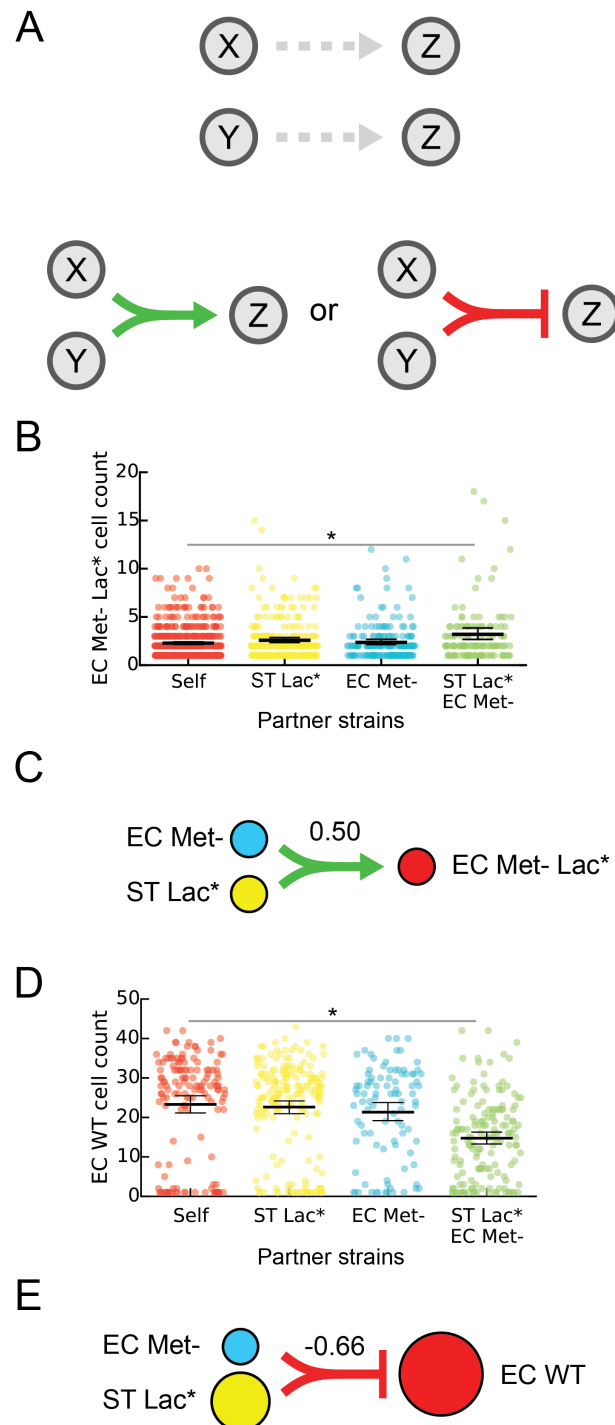 A
X
Z
Y
Z
X
Y
Z
or
X
Y
Z
B
EC Met- Lac* cell count
20
15
10
5
0
*
Self
ST Lac*
EC Met-
ST Lac*
EC Met-
Partner strains
C
EC Met-
ST Lac*
0.50
EC Met- Lac*
D
EC WT cell count
50
40
30
20
10
0
*
Self
ST Lac*
EC Met-
ST Lac*
EC Met-
Partner strains
E
EC Met-
ST Lac*
-0.66
EC WT